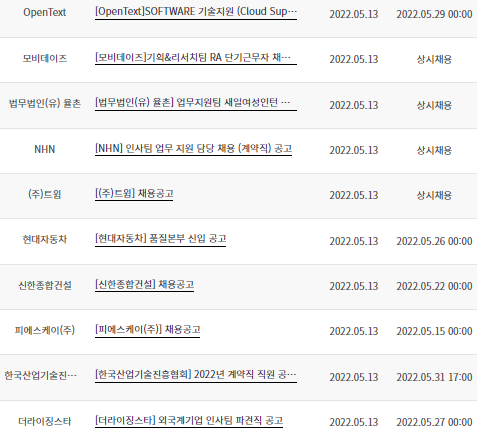 OpenText [OpenText]SOFTWARE 기술지원 (Cloud Sup⋯ 2022.05.13 2022.05.29 00:00
모비데이즈 [모비데이즈]기획&리서치팀 RA 단기근무자 채⋯ 2022.05.13 상시채용
법무법인(유) 율촌 [법무법인(유) 율촌] 업무지원팀 새일여성인턴 ⋯ 2022.05.13 상시채용
NHN [NHN] 인사팀 업무 지원 담당 채용 (계약직) 공고 2022.05.13 상시채용
(주)트윔 [(주)트윔] 채용공고 2022.05.13 상시채용
현대자동차 [현대자동차] 품질본부 신입 공고 2022.05.13 2022.05.26 00:00
신한종합건설 [신한종합건설] 채용공고 2022.05.13 2022.05.22 00:00
피에스케이(주) [피에스케이(주)] 채용공고 2022.05.13 2022.05.15 00:00
한국산업기술진⋯ [한국산업기술진흥협회] 2022년 계약직 직원 공⋯ 2022.05.13 2022.05.31 17:00
더라이징스타 [더라이징스타] 외국계기업 인사팀 파견직 공고 2022.05.13 2022.05.27 00:00